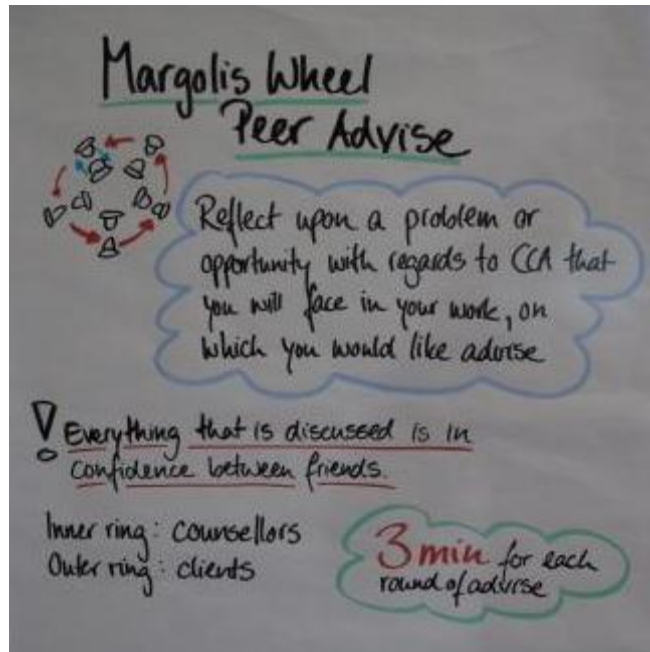 Margolis Wheel
Peer Advise
Reflect upon a problem or
opportunity with regards to CCA that
you will face in your work, on
which you would like advise
! Everything that is discussed is in
confidence between friends.
Inner ring: counsellors
Outer ring: clients
3 min for each
round of advise